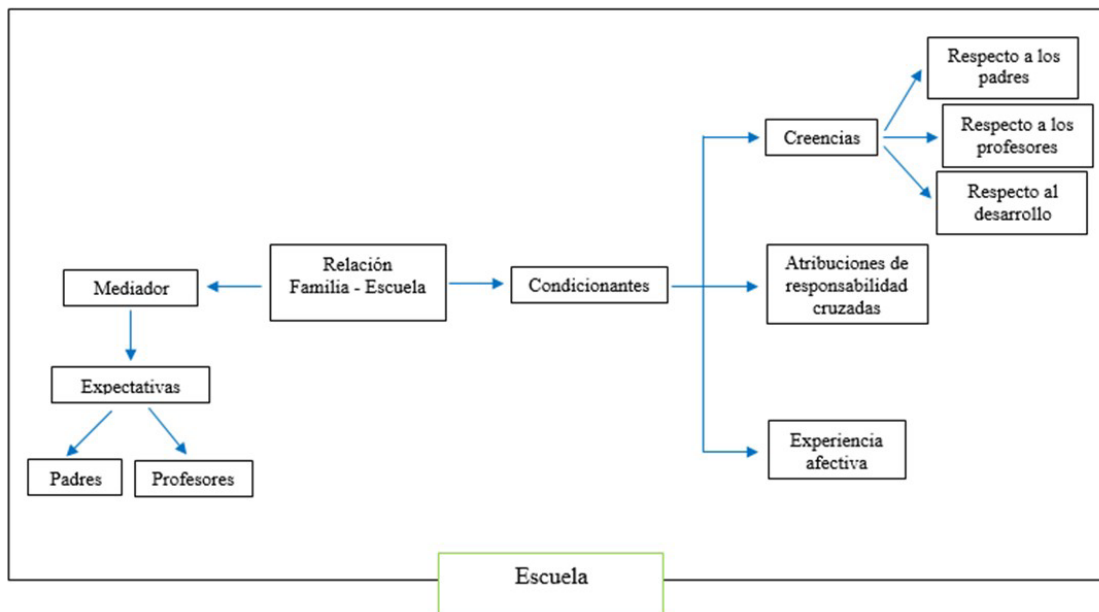 Respecto a los
padres
Creencias
Respecto a los
profesores
Respecto al
desarrollo
Relación
Familia - Escuela
Mediador
Condicionantes
Atribuciones de
responsabilidad
cruzadas
Expectativas
Padres
Profesores
Experiencia
afectiva
Escuela